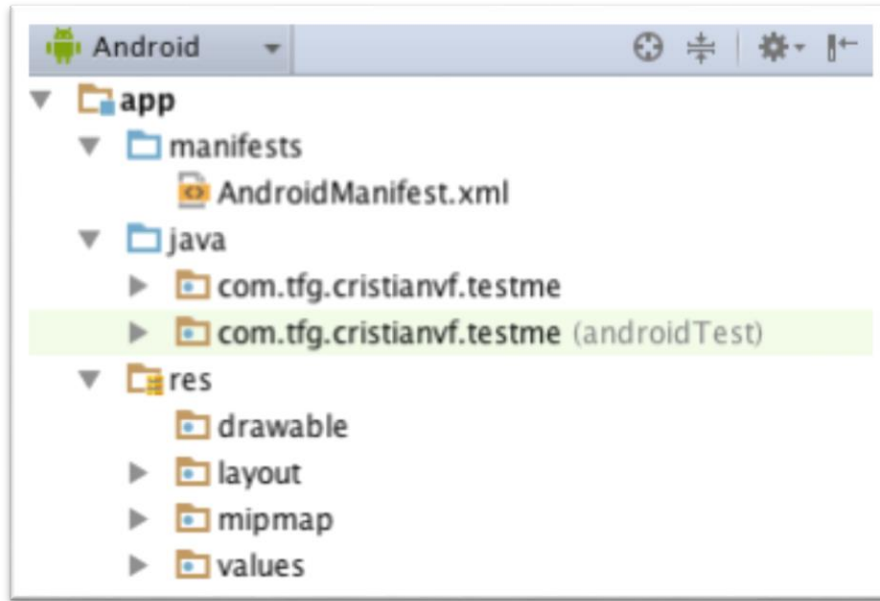 Android
app
manifests
AndroidManifest.xml
java
com.tfg.cristianvf.testme
com.tfg.cristianvf.testme (androidTest)
res
drawable
layout
mipmap
values